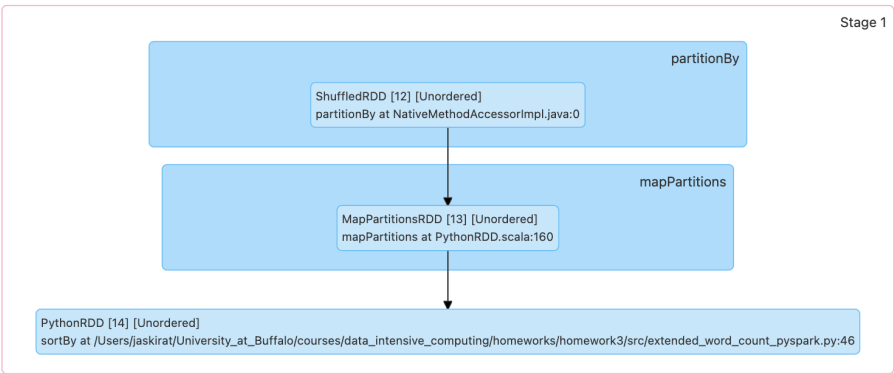 Stage 1
partitionBy
ShuffledRDD [12] [Unordered]
partitionBy at NativeMethodAccessorImpl.java:0
mapPartitions
MapPartitionsRDD [13] [Unordered]
mapPartitions at PythonRDD.scala:160
PythonRDD [14] [Unordered]
sortBy at /Users/jaskirat/University_at_Buffalo/courses/data_intensive_computing/homeworks/homework3/src/extended_word_count_pyspark.py:46